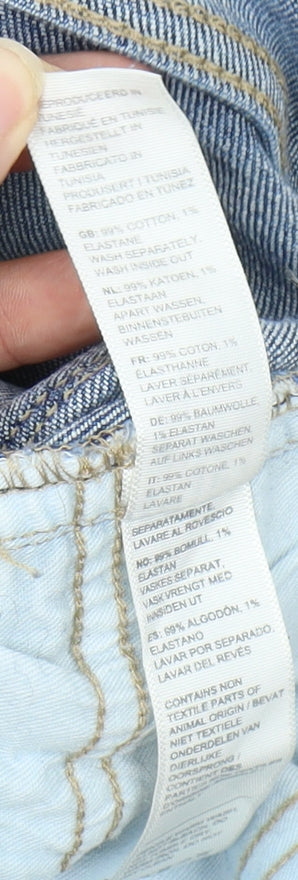 GEPRODUCEERD IN
TUNESIË
FABRIQUÉ EN TUNISIE
HERGESTELLT IN
TUNESIEN
FABBRICATO IN
TUNISIA
PRODUSERT I TUNISIA
FABRICADO EN TUNEZ
GB: 99% COTTON, 1%
ELASTANE
WASH SEPARATELY,
WASH INSIDE OUT
NL: 99% KATOEN, 1%
ELASTAAN
APART WASSEN,
BINNENSTEBUITEN
WASSEN
FR: 99% COTON, 1%
ÉLASTHANNE
LAVER SÉPARÉMENT,
LAVER À L'ENVERS
DE: 99% BAUMWOLLE,
1% ELASTAN
SEPARAT WASCHEN
AUF LINKS WASCHEN
IT: 99% COTONE, 1%
ELASTAN
LAVARE
SEPARATAMENTE,
LAVARE AL ROVESCIO
NO: 99% BOMULL, 1%
ELASTAN
VASKES SEPARAT,
VASK VRENGT MED
INNSIDEN UT
ES: 99% ALGODÓN, 1%
ELASTANO
LAVAR POR SEPARADO,
LAVAR DEL REVÉS
CONTAINS NON
TEXTILE PARTS OF
ANIMAL ORIGIN / BEVAT
NIET TEXTIELE
ONDERDELEN VAN
DIERLIJKE
OORSPRONG /
CONTIENT DES